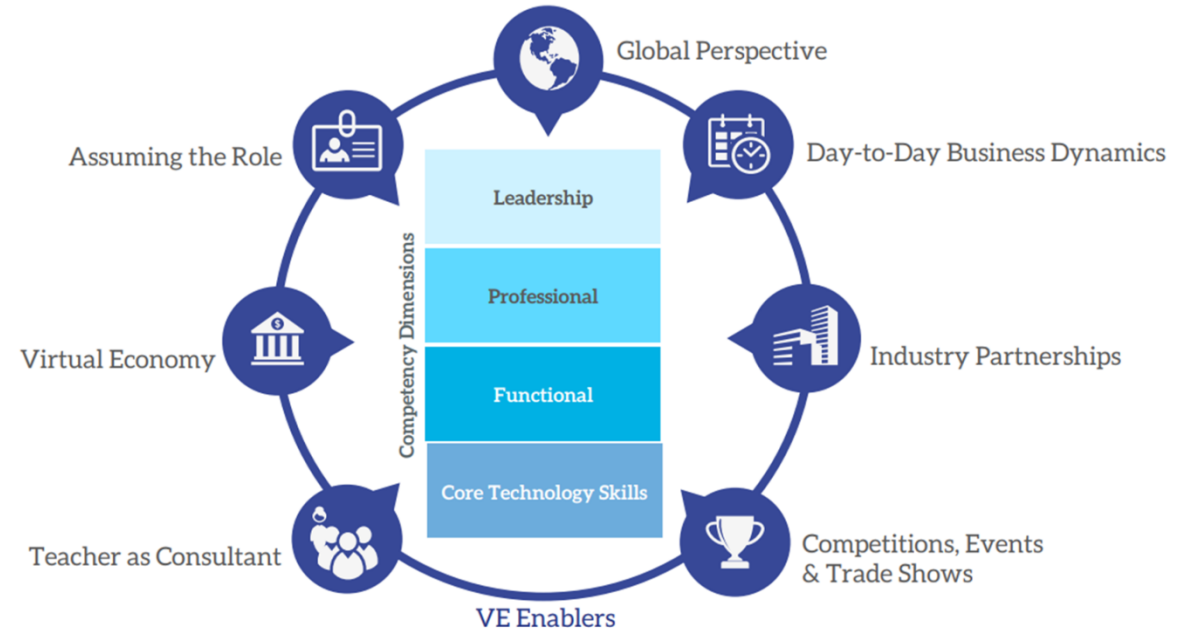 Global Perspective
Assuming the Role
Day-to-Day Business Dynamics
Leadership
Professional
Competency Dimensions
Virtual Economy
$
Industry Partnerships
Functional
Core Technology Skills
Teacher as Consultant
Competitions, Events
& Trade Shows
VE Enablers